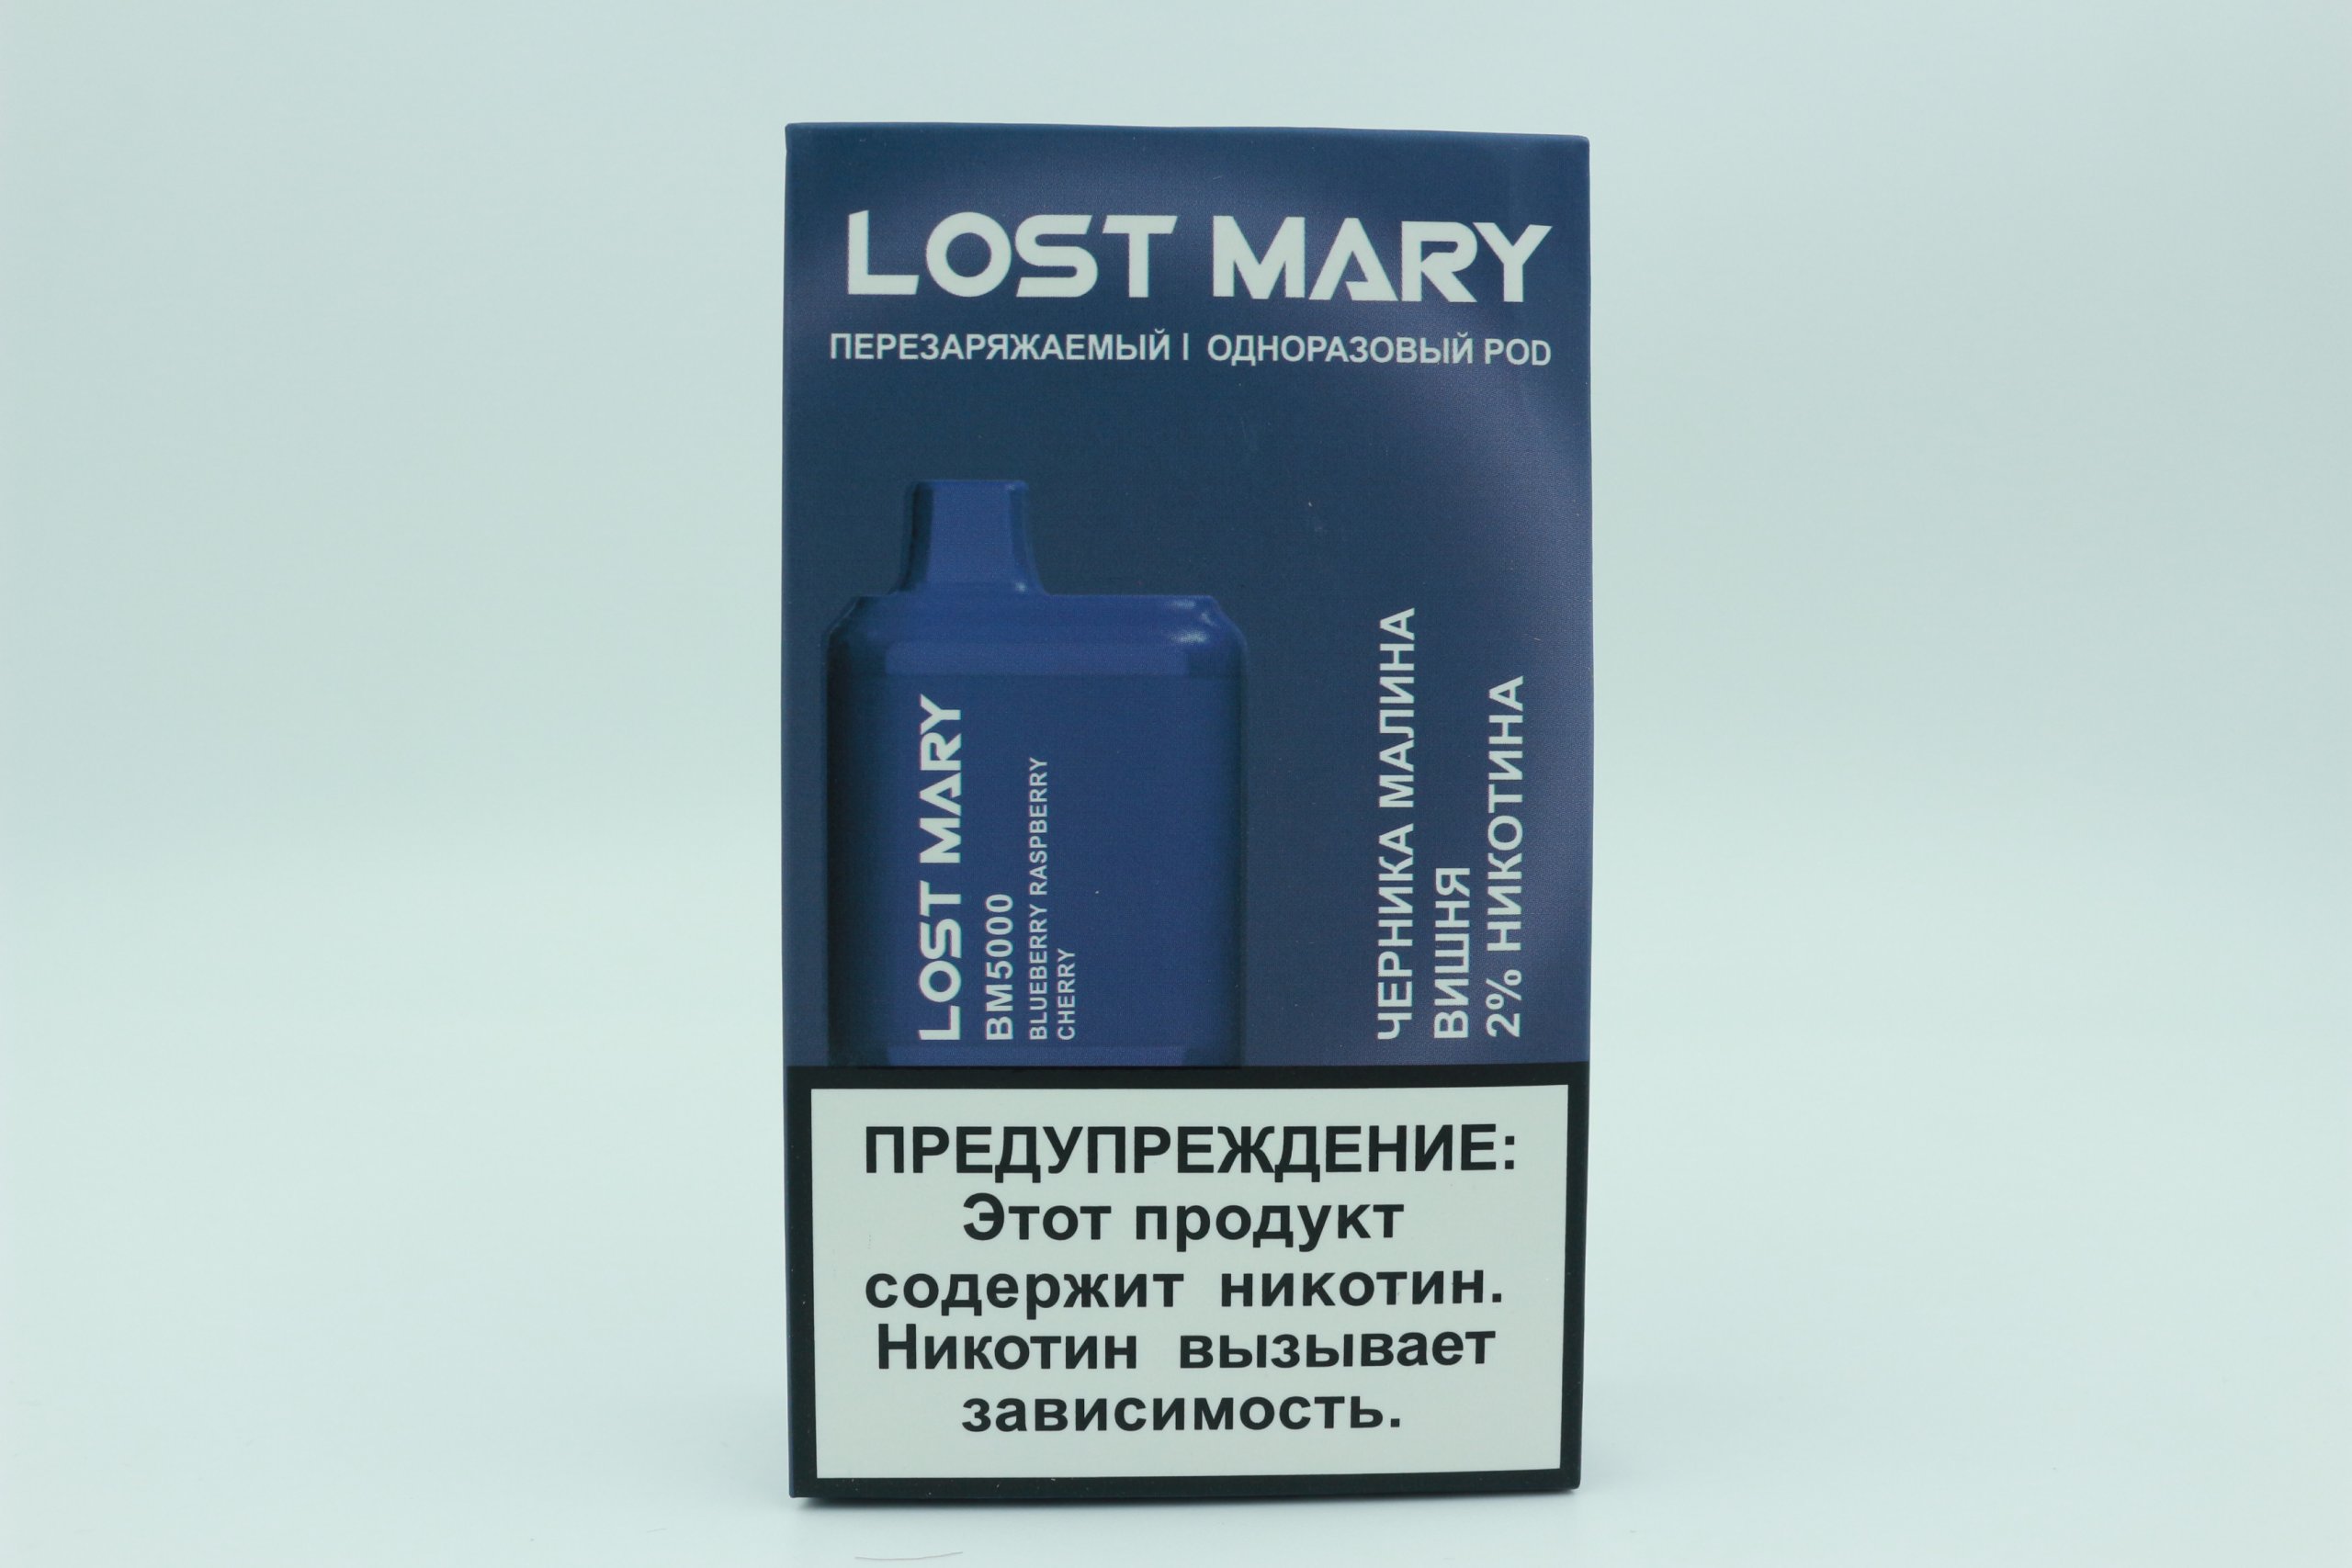 LOST MARY
ПЕРЕЗАРЯЖАЕМЫЙ | ОДНОРАЗОВЫЙ POD
LOST MARY
BM5000
BLUEBERRY RASPBERRY
CHERRY
ЧЕРНИКА МАЛИНА
ВИШНЯ
2% НИКОТИНА
ПРЕДУПРЕЖДЕНИЕ:
Этот продукт
содержит никотин.
Никотин вызывает
зависимость.